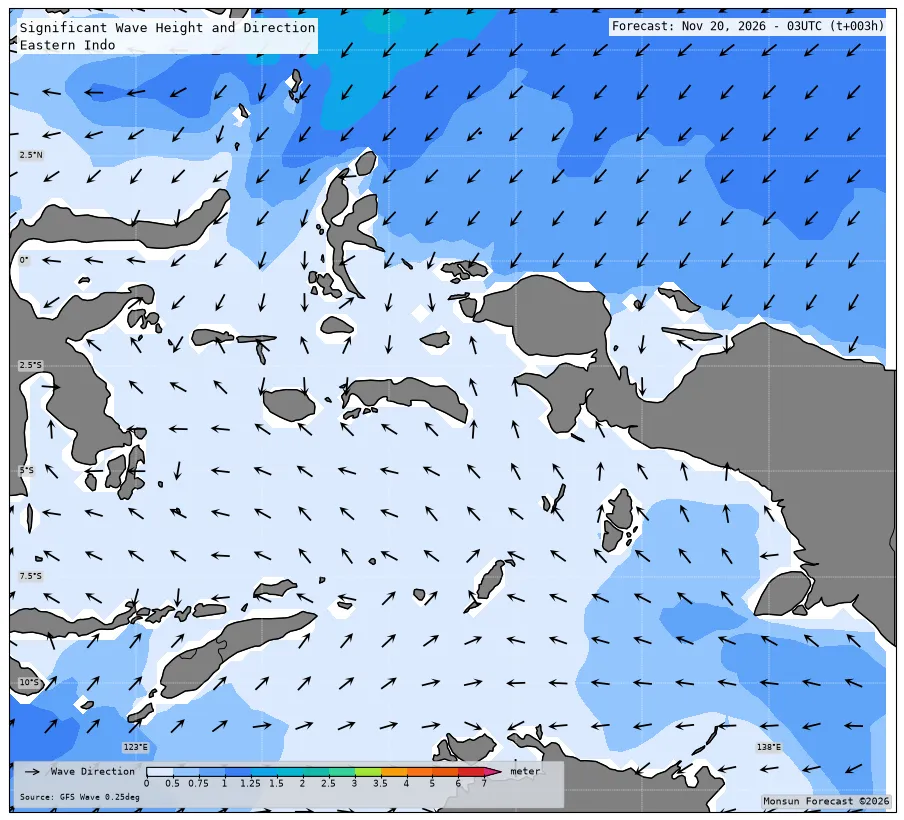 Significant Wave Height and Direction
Eastern Indo
Forecast: Nov 20, 2026 - 03UTC (t+003h)
2.5°N
0°
2.5°S
5°S
7.5°S
10°S
123°E
138°E
Wave Direction
meter
0 0.5 0.75 1 1.25 1.5 2 2.5 3 3.5 4 5 6 7
Source: GFS Wave 0.25deg
Monsun Forecast ©2026